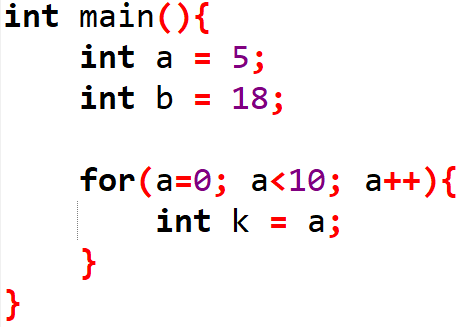 int main(){
    int a = 5;
    int b = 18;

    for(a=0; a<10; a++){
        int k = a;
    }
}